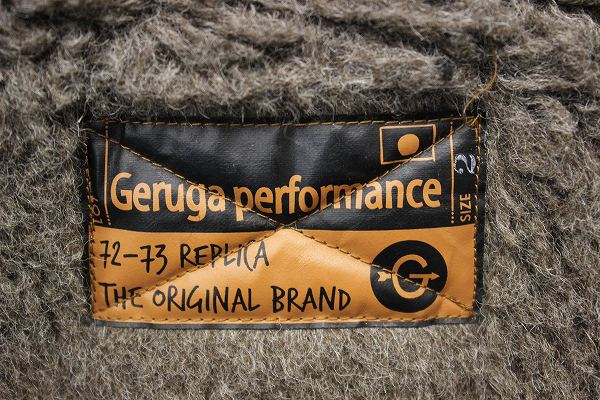 Geruga performance
SIZE 2
72-73 REPLICA
THE ORIGINAL BRAND
G